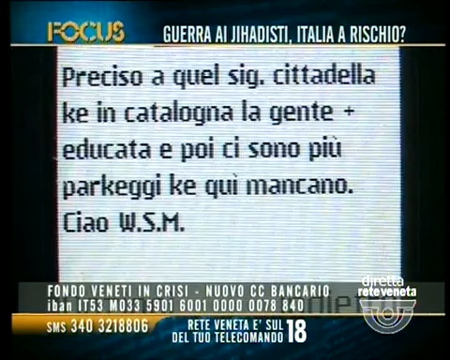 FOCUS
GUERRA AI JIHADISTI, ITALIA A RISCHIO?
Preciso a quel sig. cittadella
ke in catalogna la gente +
educata e poi ci sono più
parkeggi ke qui mancano.
Ciao W.S.M.
FONDO VENETI IN CRISI - NUOVO CC BANCARIO
iban IT53 M033 5901 6001 0000 0078 840
diretta
reteveneta
SMS 340 3218806
RETE VENETA E' SUL
DEL TUO TELECOMANDO 18